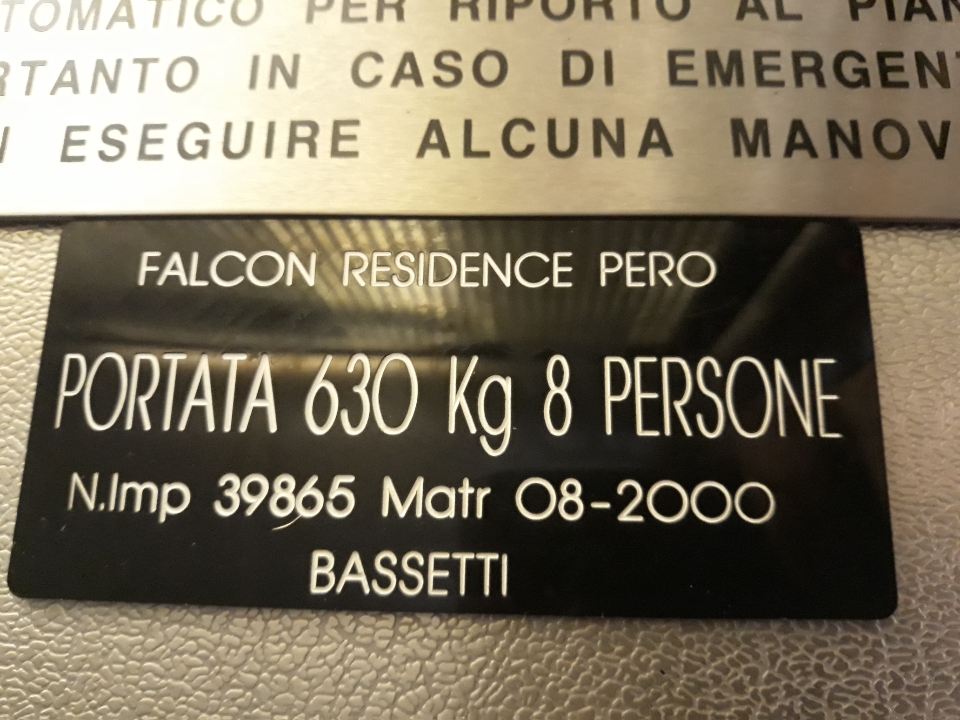 TOMATICO PER RIPORTO AL PIAN
RTANTO IN CASO DI EMERGENT
ESEGUIRE ALCUNA MANOV
FALCON RESIDENCE PERO
PORTATA 630 Kg 8 PERSONE
N.Imp 39865 Matr 08-2000
BASSETTI